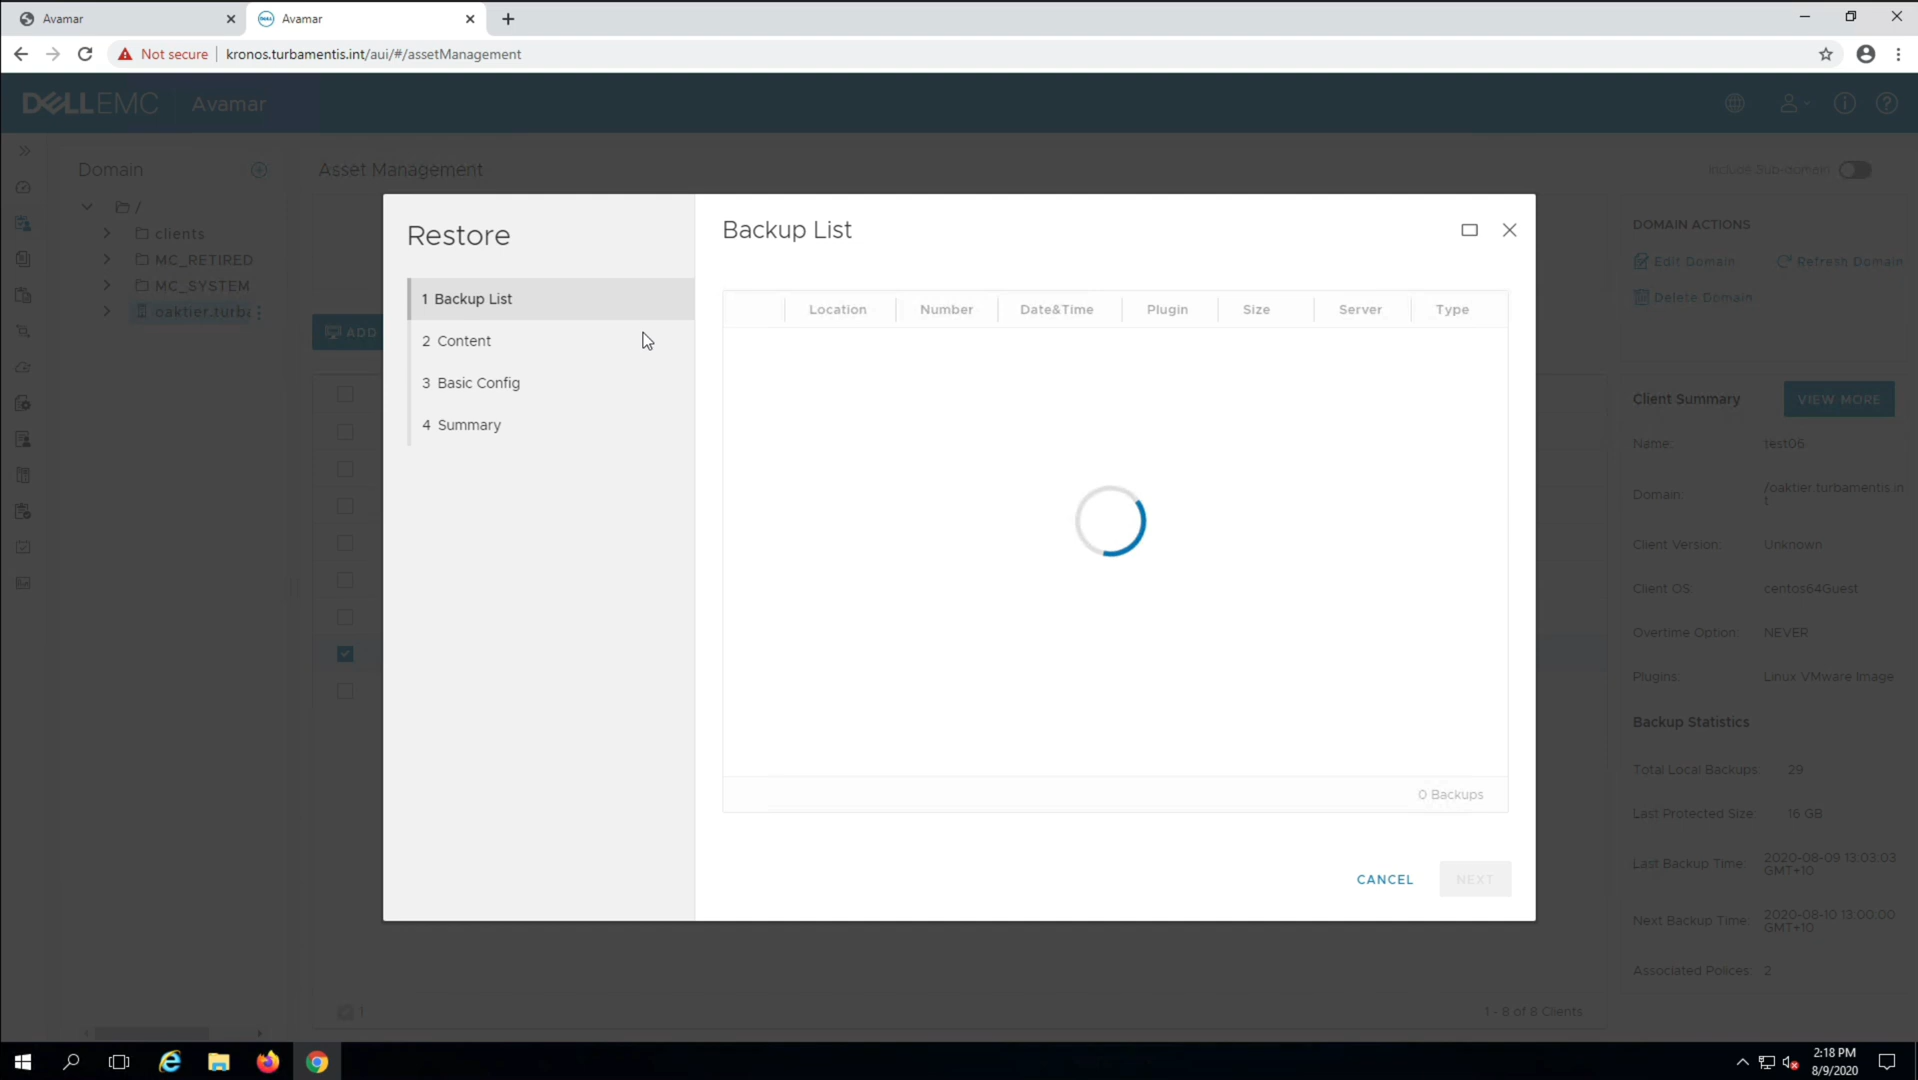 Avamar
Avamar
Not secure
kronos.turbamentis.int/aui/#/assetManagement
DELLEMC
Avamar
Domain
/
clients
MC_RETIRED
MC_SYSTEM
oaktier.turba
Asset Management
Include Sub-domain
ADD
Restore
1 Backup List
2 Content
3 Basic Config
4 Summary
Backup List
Location Number Date&Time Plugin Size Server Type
0 Backups
CANCEL
NEXT
DOMAIN ACTIONS
Edit Domain
Refresh Domain
Delete Domain
Client Summary
VIEW MORE
Name: test06
Domain: /oaktier.turbamentis.in
t
Client Version: Unknown
Client OS: centos64Guest
Overtime Option: NEVER
Plugins: Linux VMware Image
Backup Statistics
Total Local Backups: 29
Last Protected Size: 16 GB
Last Backup Time: 2020-08-09 13:03:03
GMT+10
Next Backup Time: 2020-08-10 13:00:00
GMT+10
Associated Polices: 2
1
1 - 8 of 8 Clients
2:18 PM
8/9/2020